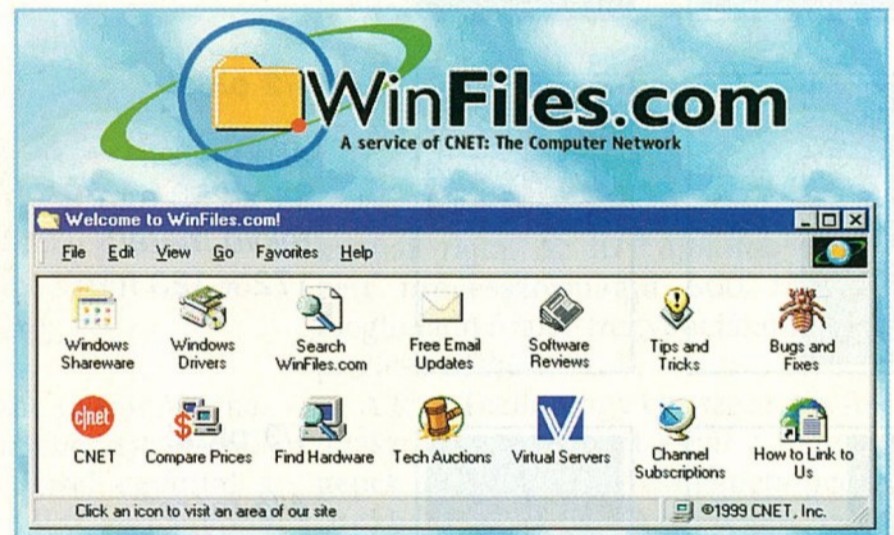 WinFiles.com
A service of CNET: The Computer Network
Welcome to WinFiles.com!
File Edit View Go Favorites Help
Windows Shareware
Windows Drivers
Search WinFiles.com
Free Email Updates
Software Reviews
Tips and Tricks
Bugs and Fixes
c|net
CNET
Compare Prices
Find Hardware
Tech Auctions
Virtual Servers
Channel Subscriptions
How to Link to Us
Click an icon to visit an area of our site
©1999 CNET, Inc.